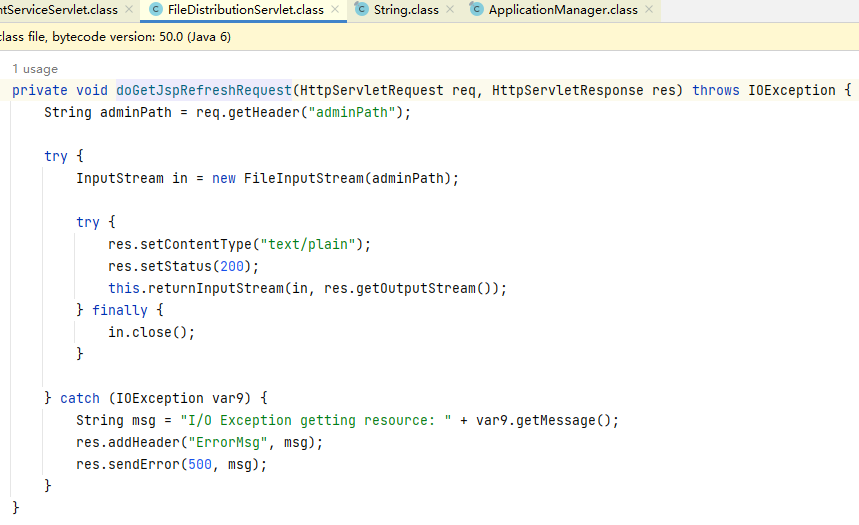 ntServiceServlet.class × FileDistributionServlet.class × String.class × ApplicationManager.class ×
class file, bytecode version: 50.0 (Java 6)
1 usage
private void doGetJspRefreshRequest(HttpServletRequest req, HttpServletResponse res) throws IOException {
    String adminPath = req.getHeader("adminPath");
    try {
        InputStream in = new FileInputStream(adminPath);
        try {
            res.setContentType("text/plain");
            res.setStatus(200);
            this.returnInputStream(in, res.getOutputStream());
        } finally {
            in.close();
        }
    } catch (IOException var9) {
        String msg = "I/O Exception getting resource: " + var9.getMessage();
        res.addHeader("ErrorMsg", msg);
        res.sendError(500, msg);
    }
}